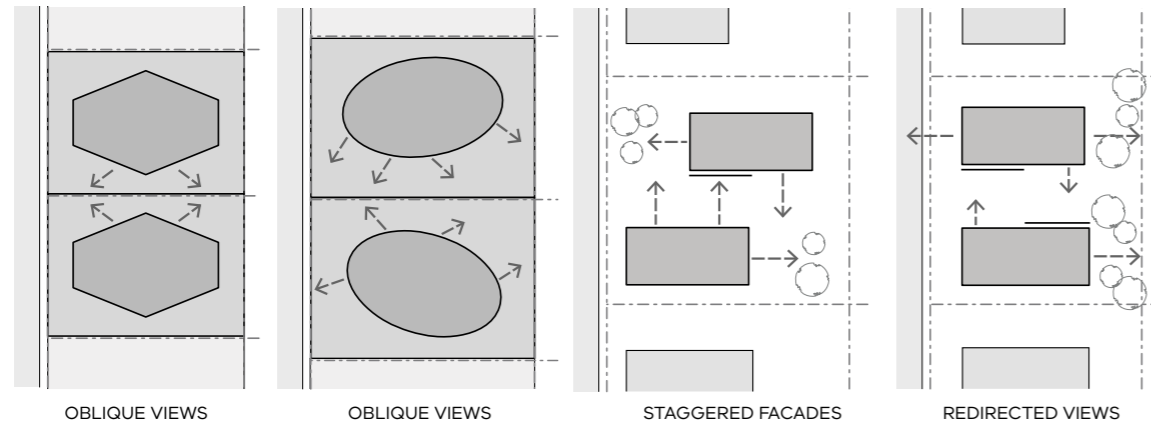 OBLIQUE VIEWS
OBLIQUE VIEWS
STAGGERED FACADES
REDIRECTED VIEWS